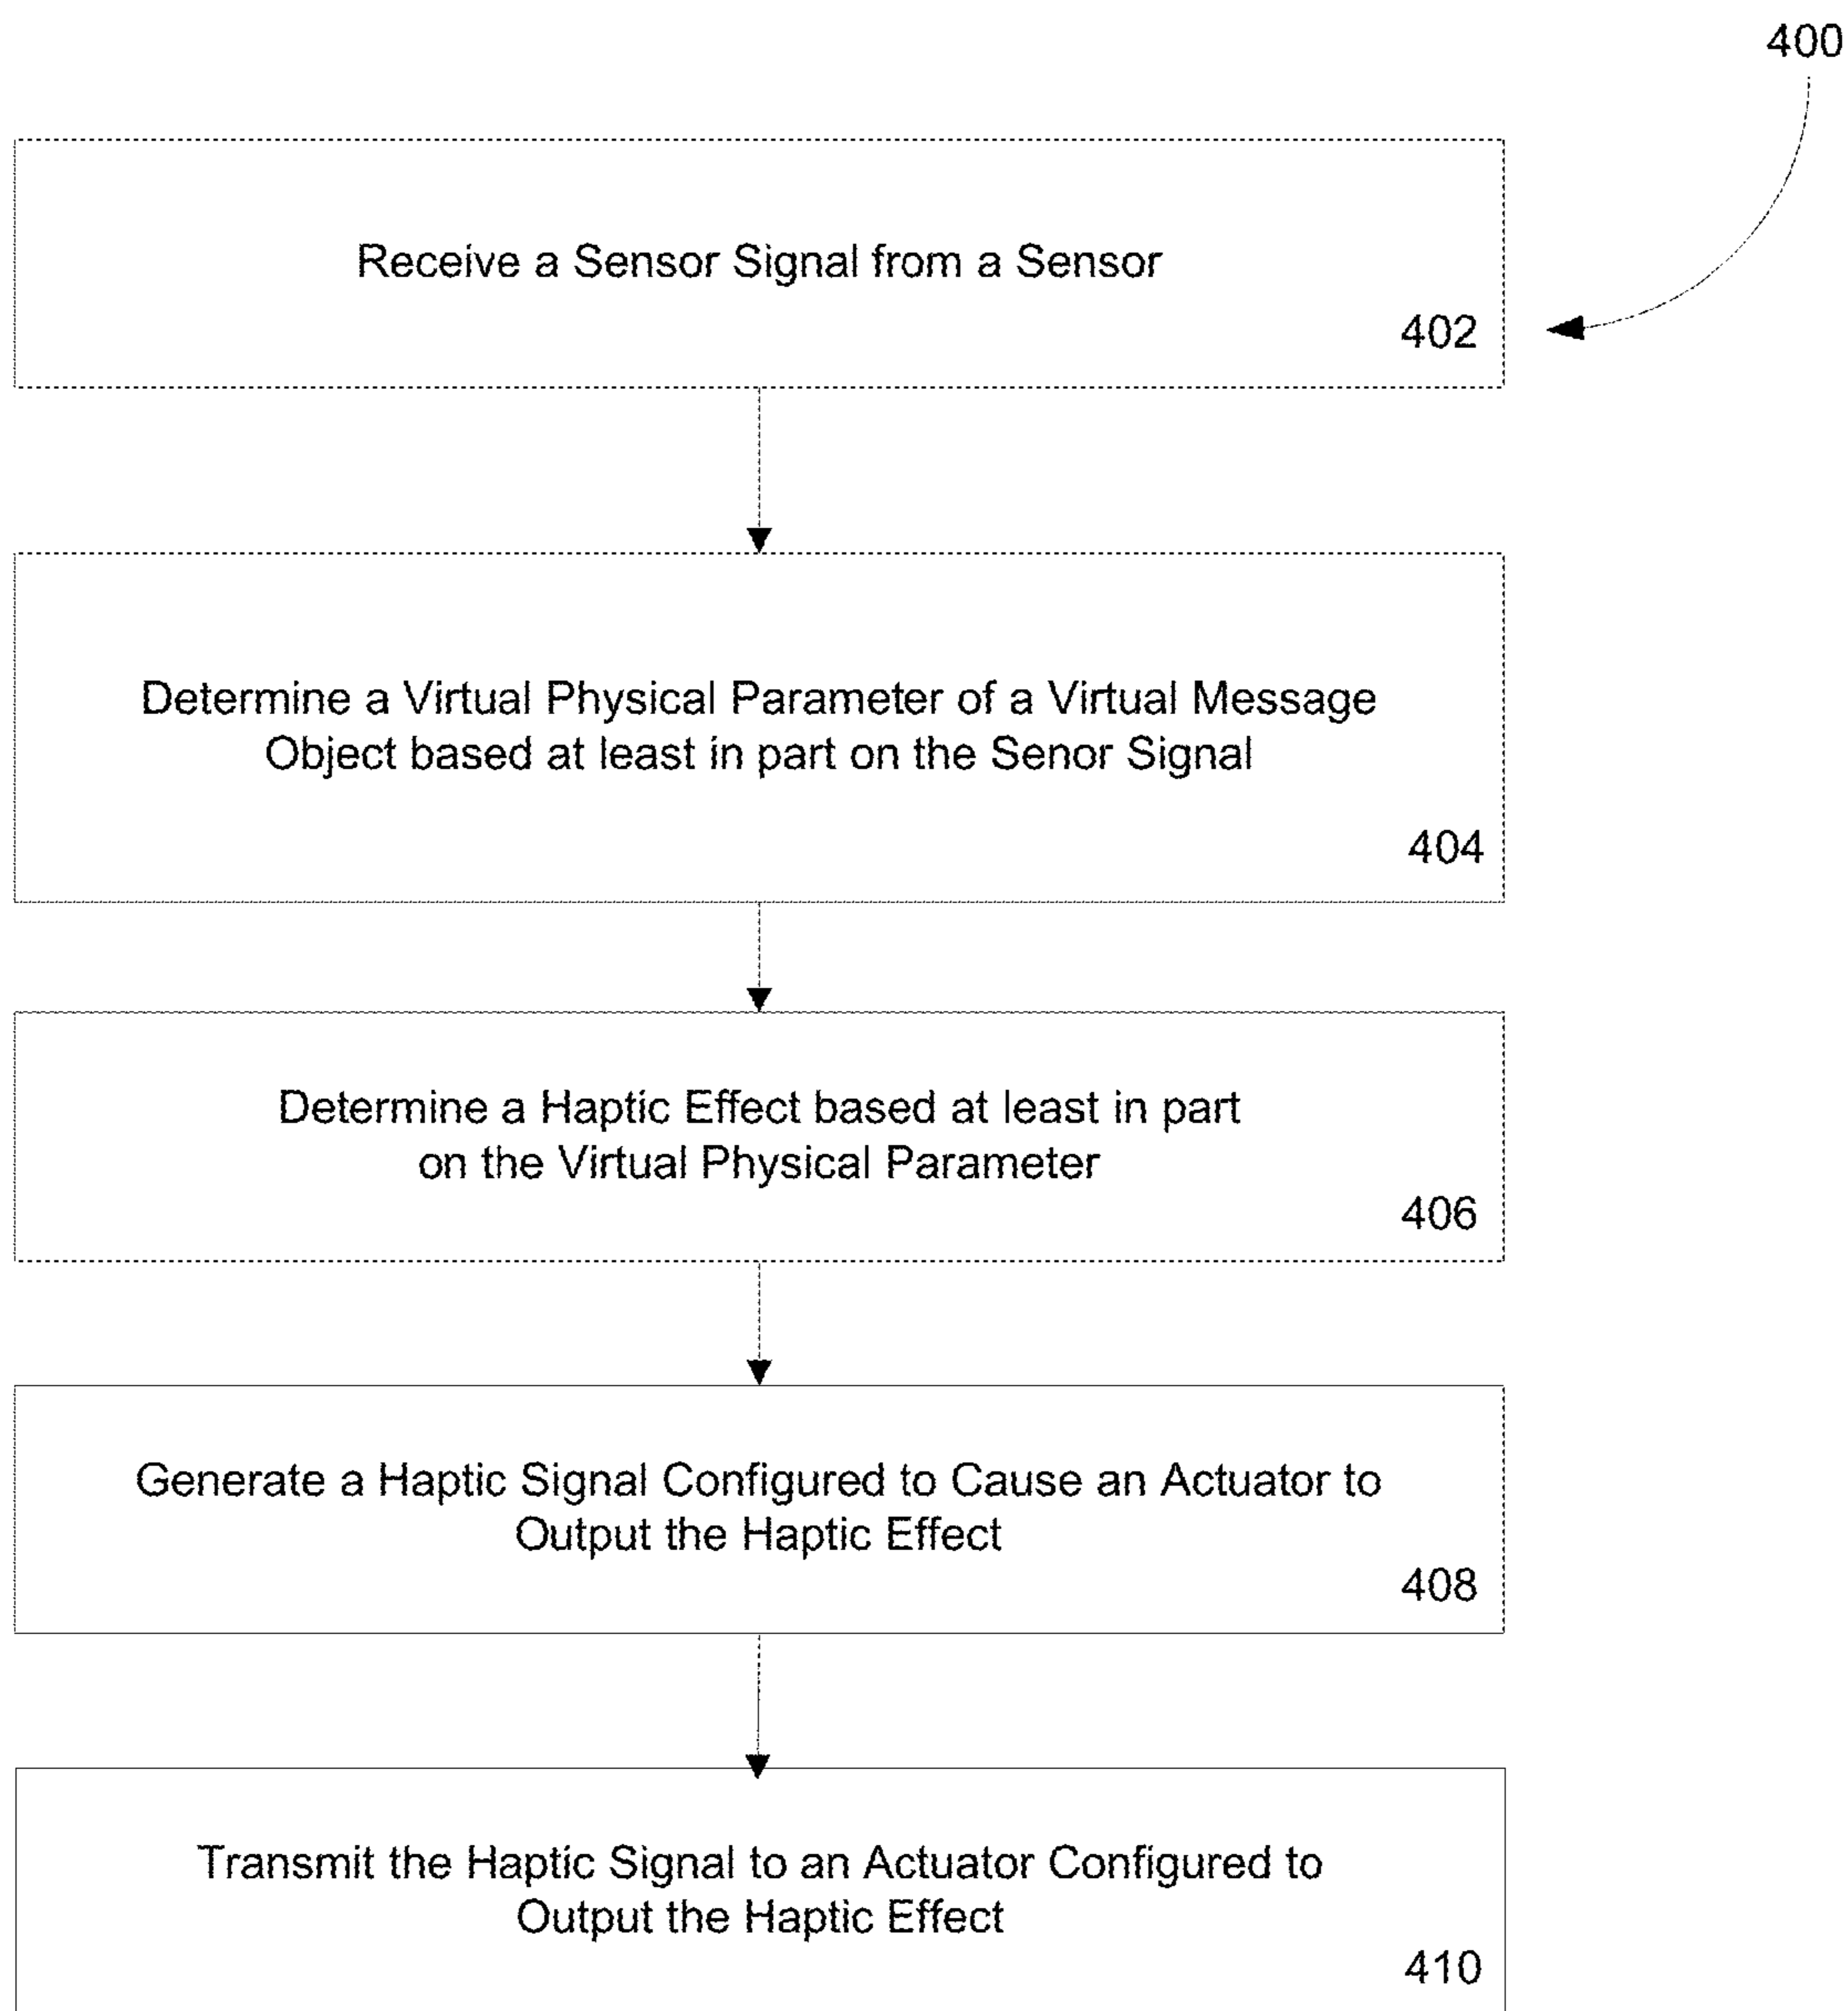 400
Receive a Sensor Signal from a Sensor
402
Determine a Virtual Physical Parameter of a Virtual Message
Object based at least in part on the Senor Signal
404
Determine a Haptic Effect based at least in part
on the Virtual Physical Parameter
406
Generate a Haptic Signal Configured to Cause an Actuator to
Output the Haptic Effect
408
Transmit the Haptic Signal to an Actuator Configured to
Output the Haptic Effect
410